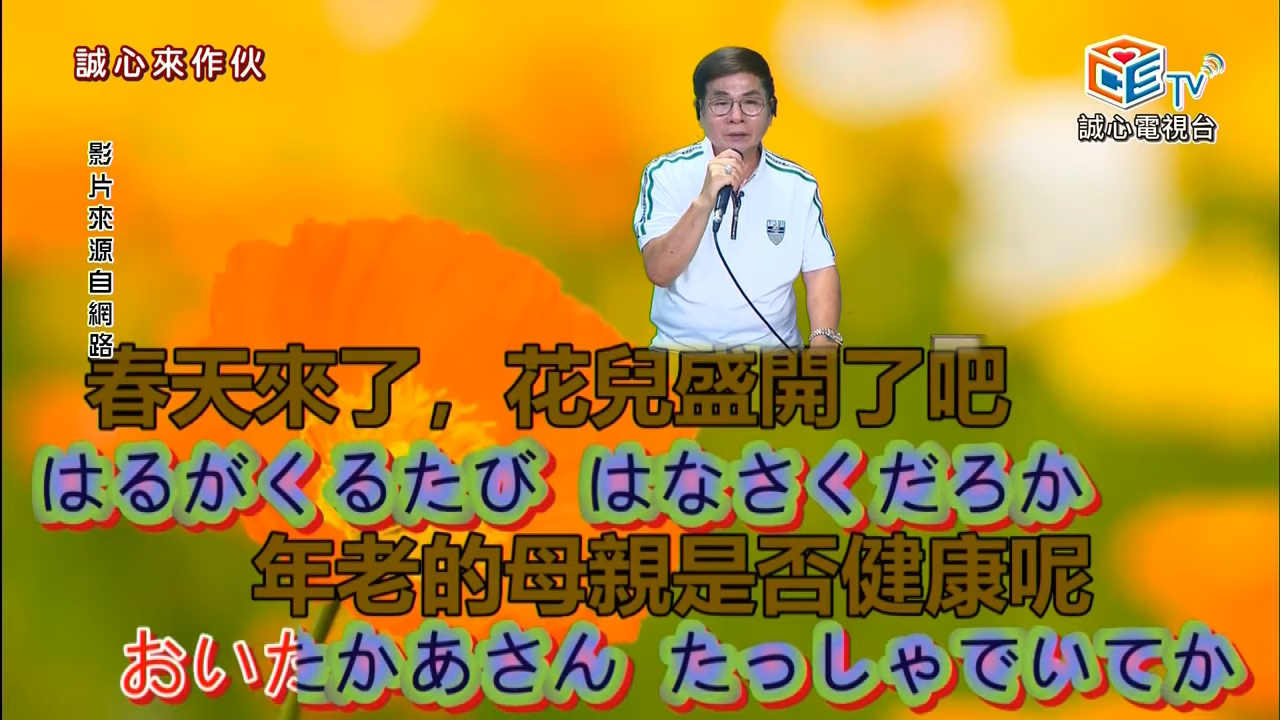 誠心來作伙
CE TV
誠心電視台
影片來源自網路
春天來了，花兒盛開了吧
はるがくるたび はなさくだろか
年老的母親是否健康呢
おいたかあさん たっしゃでいてか